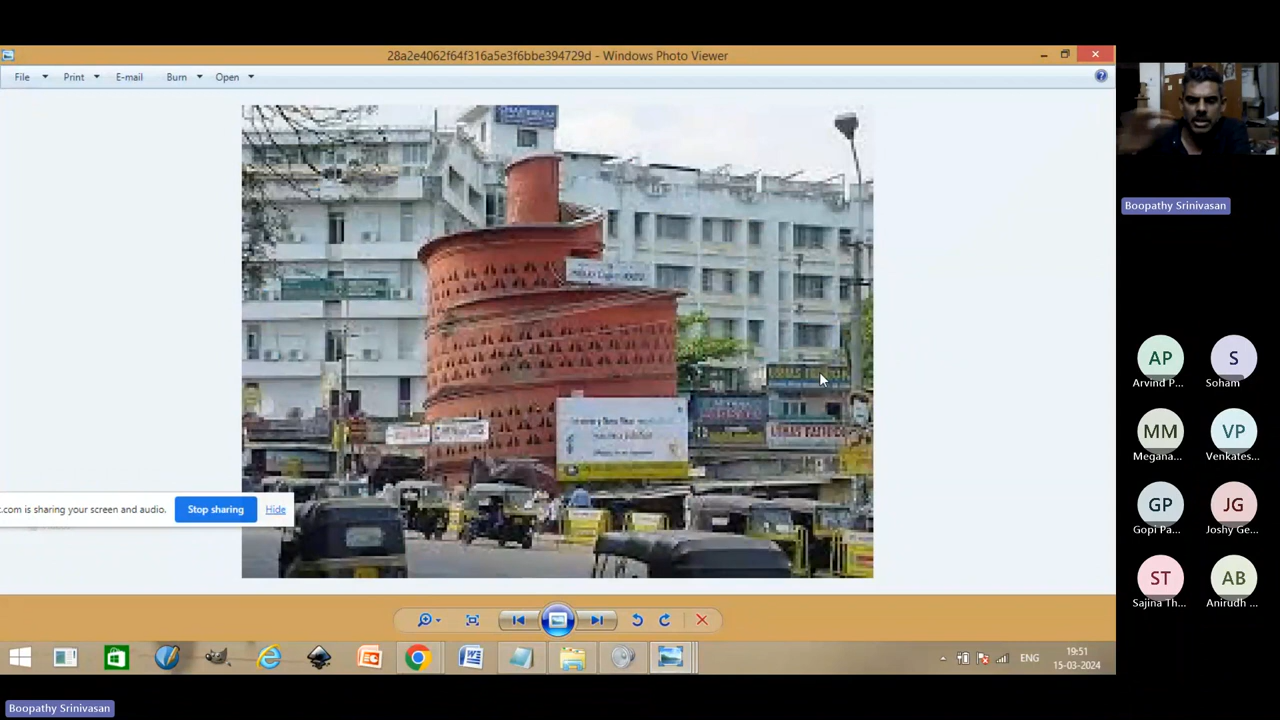 28a2e4062f64f316a5e3f6bbe394729d - Windows Photo Viewer
File
Print
E-mail
Burn
Open
Boopathy Srinivasan
AP
S
Arvind P...
Soham
MM
VP
Megana...
Venkates...
GP
JG
Gopi Pa...
Joshy Ge...
ST
AB
Sajina Th...
Anirudh ...
.com is sharing your screen and audio.
Stop sharing
Hide
ENG
19:51
15-03-2024
Boopathy Srinivasan